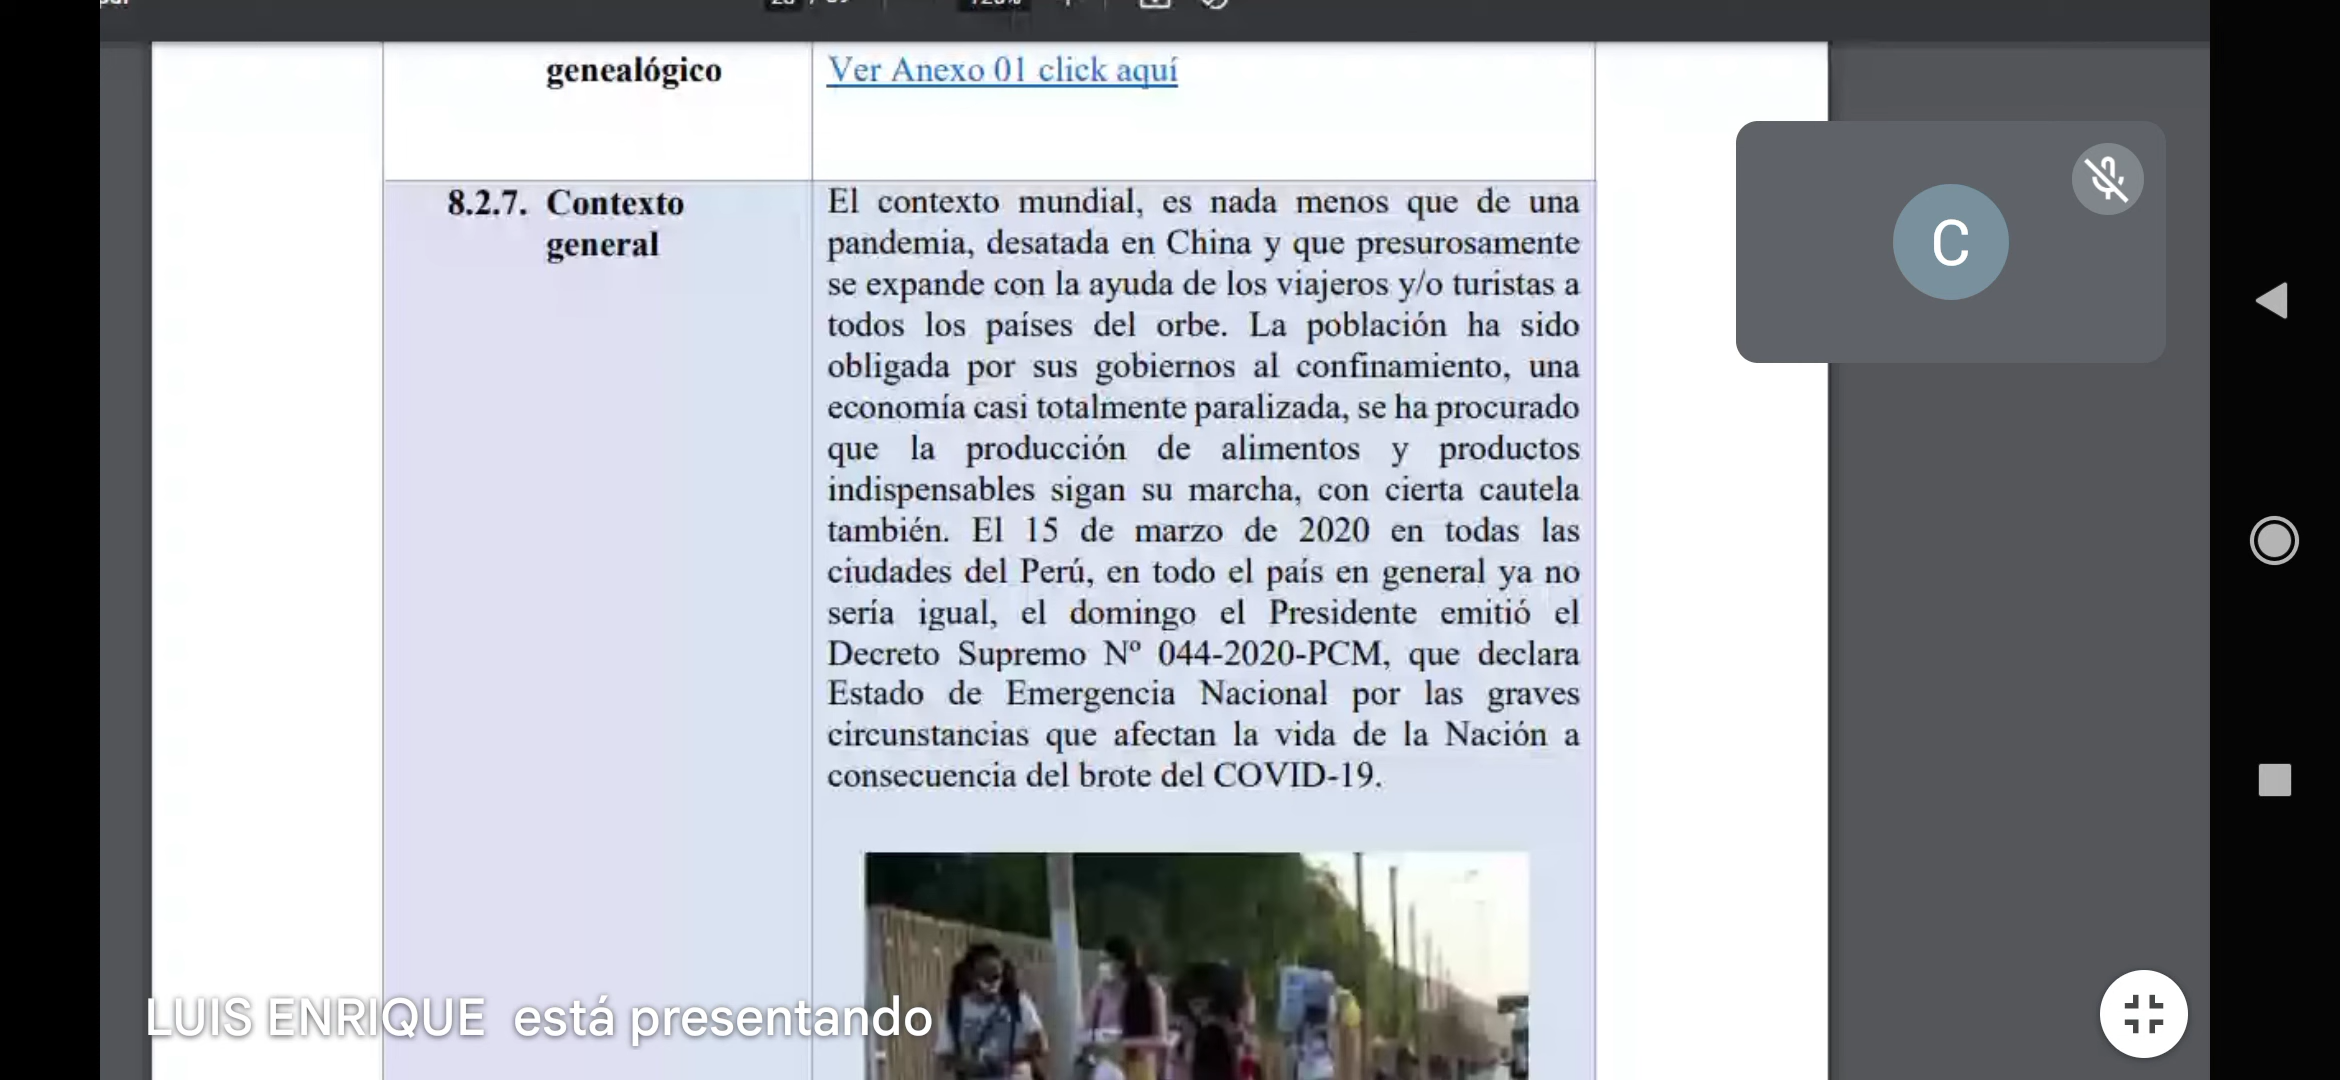 genealógico
Ver Anexo 01 click aquí
8.2.7. Contexto
general
El contexto mundial, es nada menos que de una
pandemia, desatada en China y que presurosamente
se expande con la ayuda de los viajeros y/o turistas a
todos los países del orbe. La población ha sido
obligada por sus gobiernos al confinamiento, una
economía casi totalmente paralizada, se ha procurado
que la producción de alimentos y productos
indispensables sigan su marcha, con cierta cautela
también. El 15 de marzo de 2020 en todas las
ciudades del Perú, en todo el país en general ya no
sería igual, el domingo el Presidente emitió el
Decreto Supremo Nº 044-2020-PCM, que declara
Estado de Emergencia Nacional por las graves
circunstancias que afectan la vida de la Nación a
consecuencia del brote del COVID-19.
C
LUIS ENRIQUE está presentando